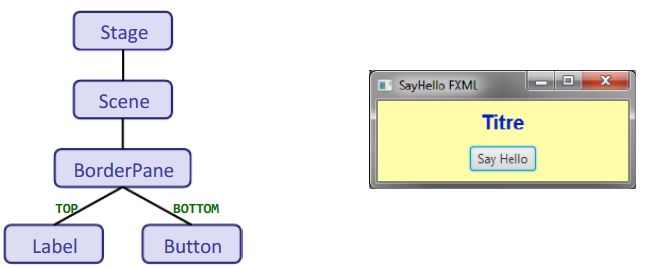 Stage
Scene
BorderPane
TOP
BOTTOM
Label
Button
SayHello FXML
Titre
Say Hello